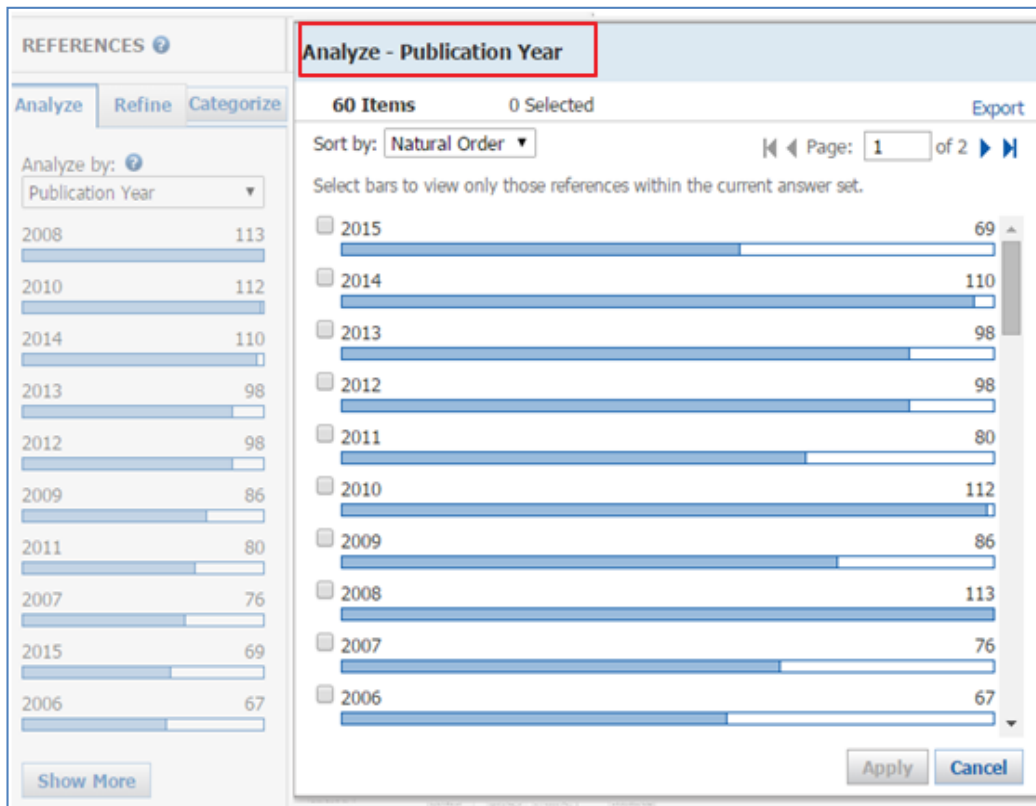 REFERENCES ?
Analyze Refine Categorize
Analyze by: ?
Publication Year
2008 113
2010 112
2014 110
2013 98
2012 98
2009 86
2011 80
2007 76
2015 69
2006 67
Show More
Analyze - Publication Year
60 Items 0 Selected
Export
Sort by: Natural Order
Page: 1 of 2
Select bars to view only those references within the current answer set.
2015 69
2014 110
2013 98
2012 98
2011 80
2010 112
2009 86
2008 113
2007 76
2006 67
Apply Cancel